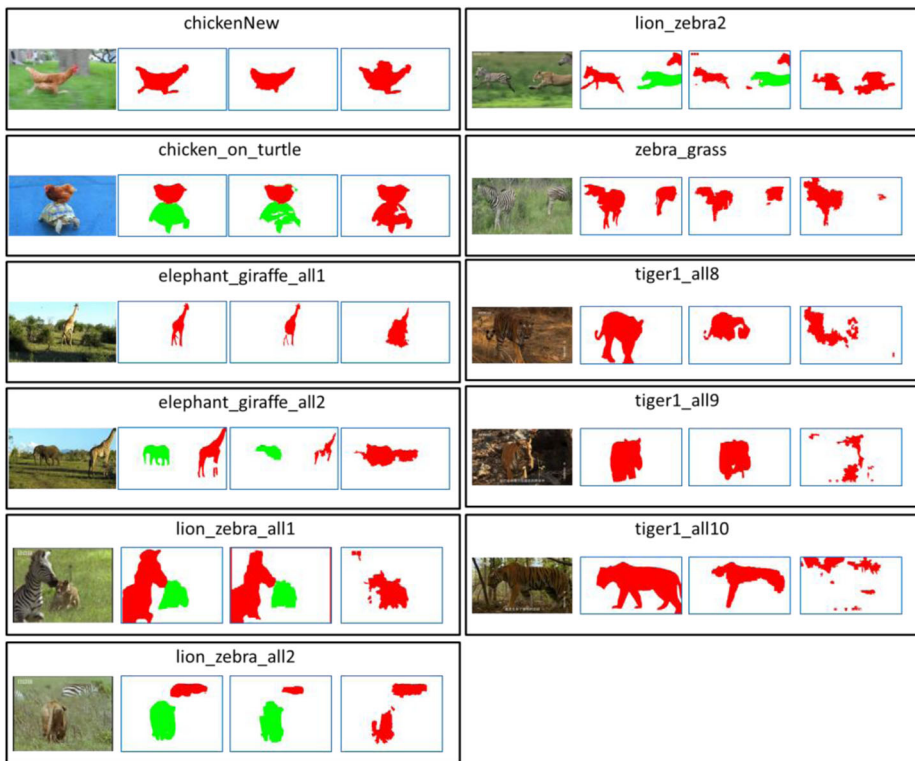 chickenNew
chicken_on_turtle
elephant_giraffe_all1
elephant_giraffe_all2
lion_zebra_all1
lion_zebra_all2
lion_zebra2
zebra_grass
tiger1_all8
tiger1_all9
tiger1_all10